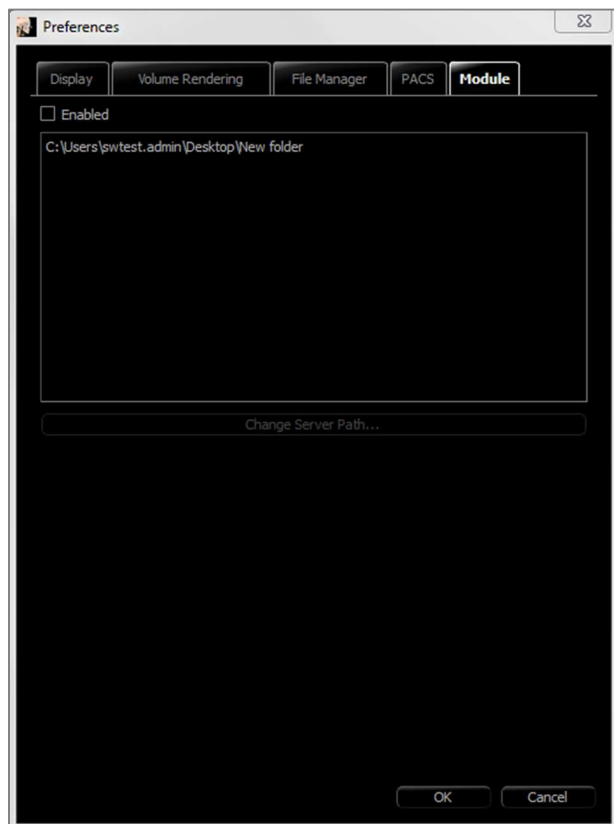 Preferences
Display Volume Rendering File Manager PACS Module
Enabled
C:\Users\swtest.admin\Desktop\New folder
Change Server Path...
OK Cancel